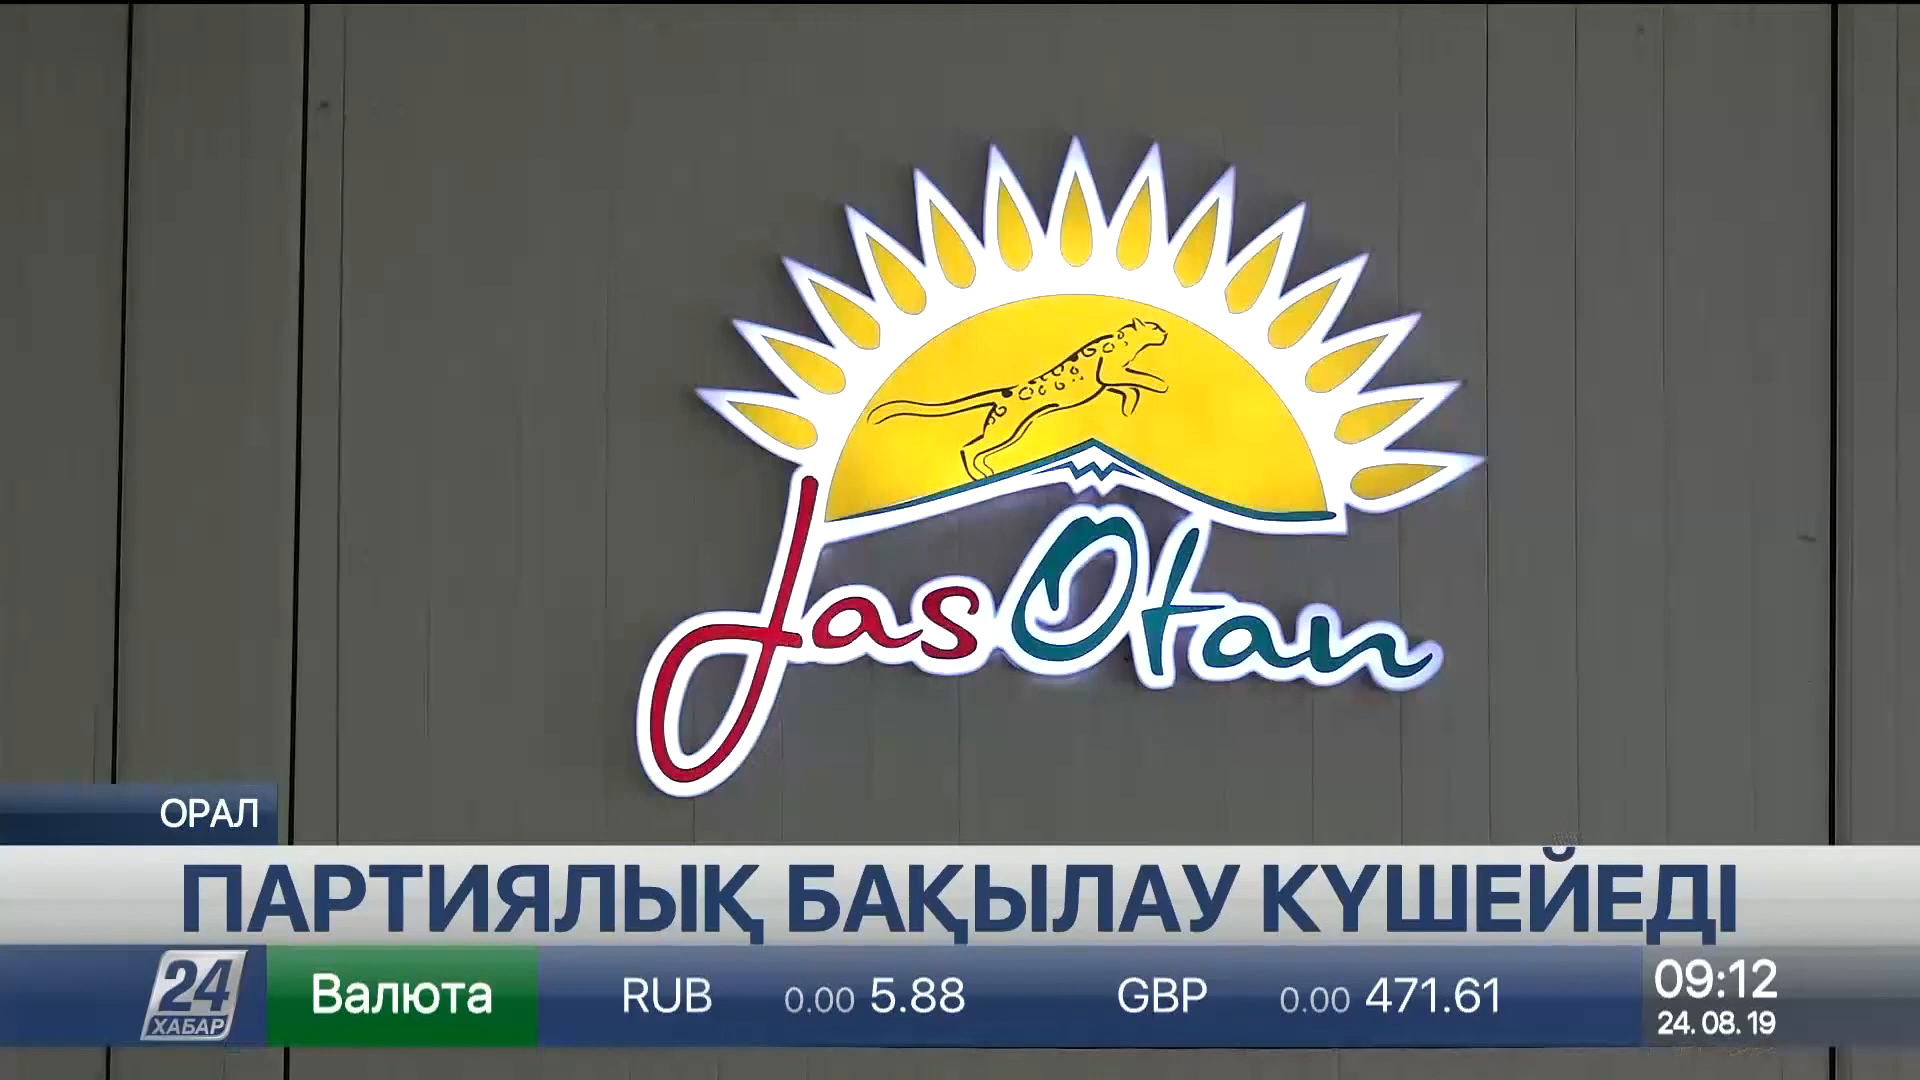 Jas Otan
ОРАЛ
ПАРТИЯЛЫҚ БАҚЫЛАУ КҮШЕЙЕДІ
24 ХАБАР
Валюта RUB 0.00 5.88 GBP 0.00 471.61
09:12
24. 08. 19